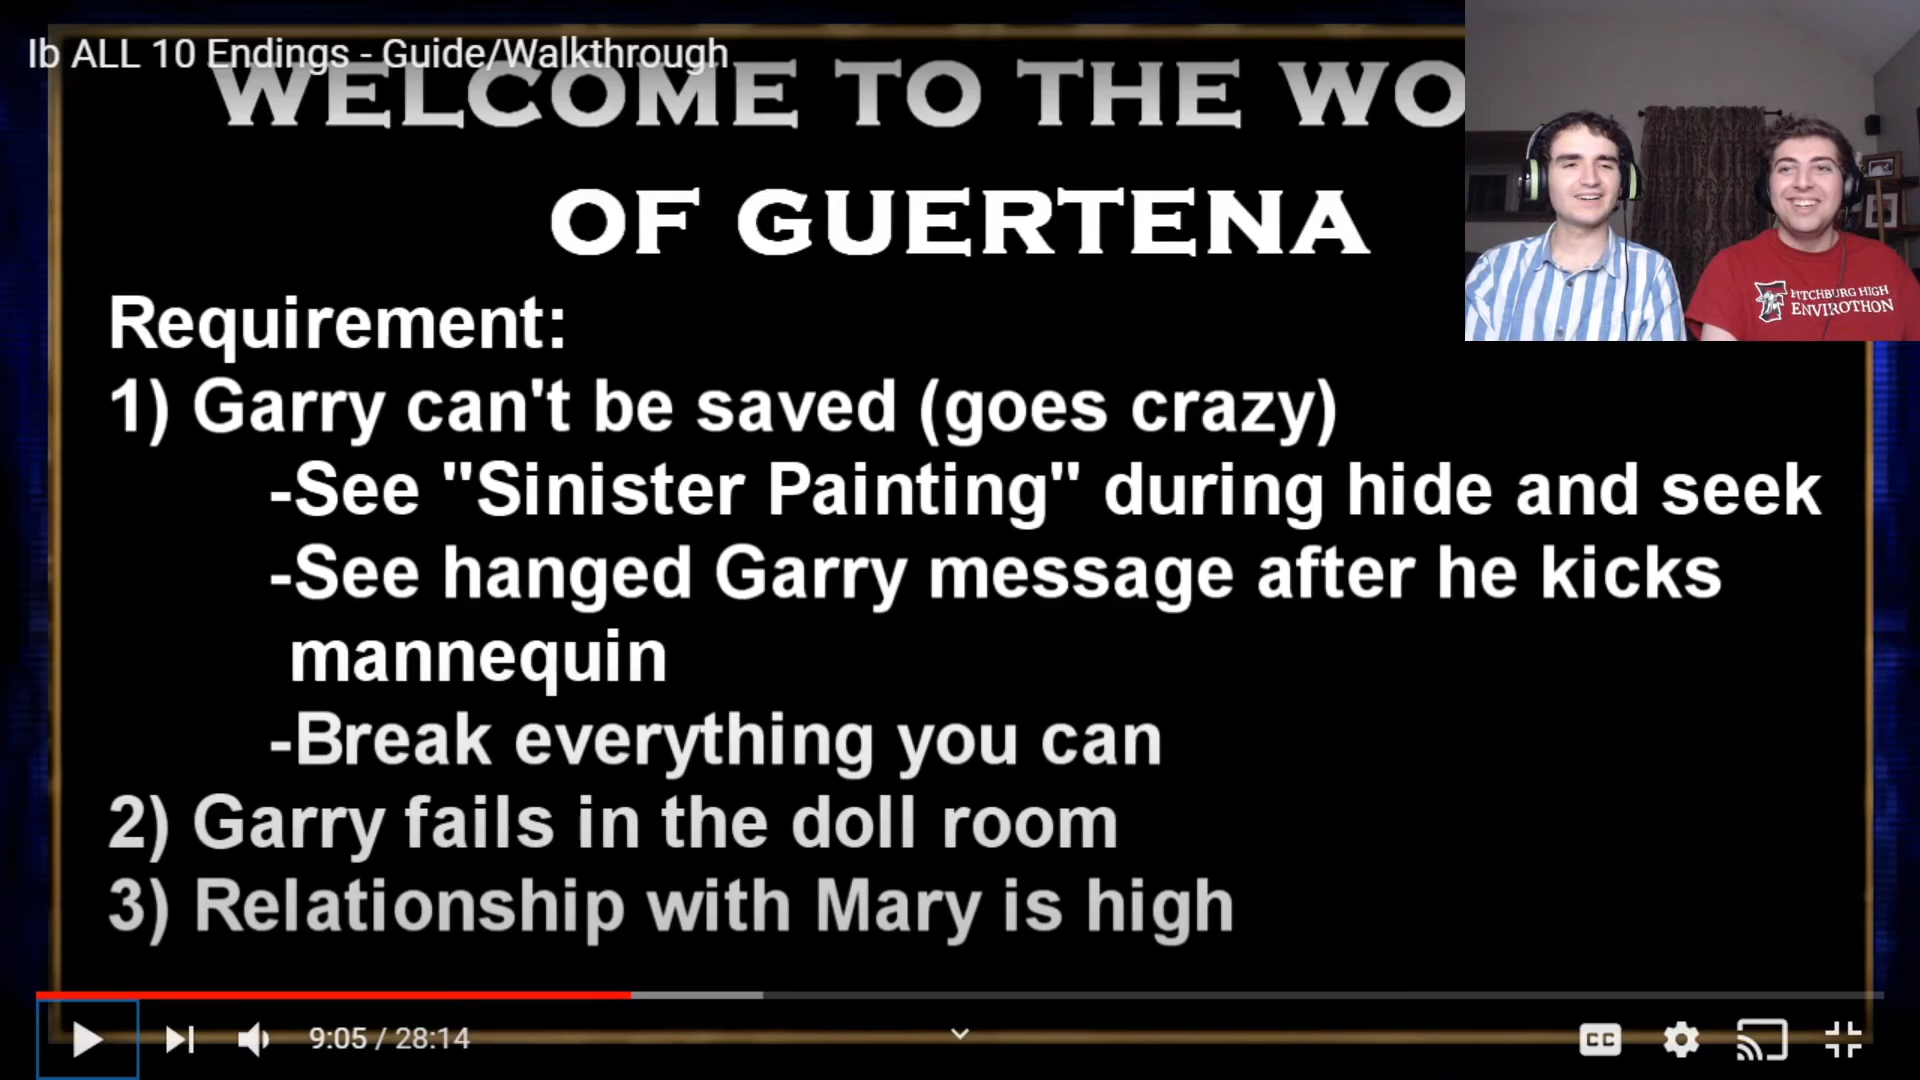 Ib ALL 10 Endings - Guide/Walkthrough
WELCOME TO THE WO
OF GUERTENA
Requirement:
1) Garry can't be saved (goes crazy)
-See "Sinister Painting" during hide and seek
-See hanged Garry message after he kicks
mannequin
-Break everything you can
2) Garry fails in the doll room
3) Relationship with Mary is high
FITCHBURG HIGH
ENVIROTHON
9:05 / 28:14
CC